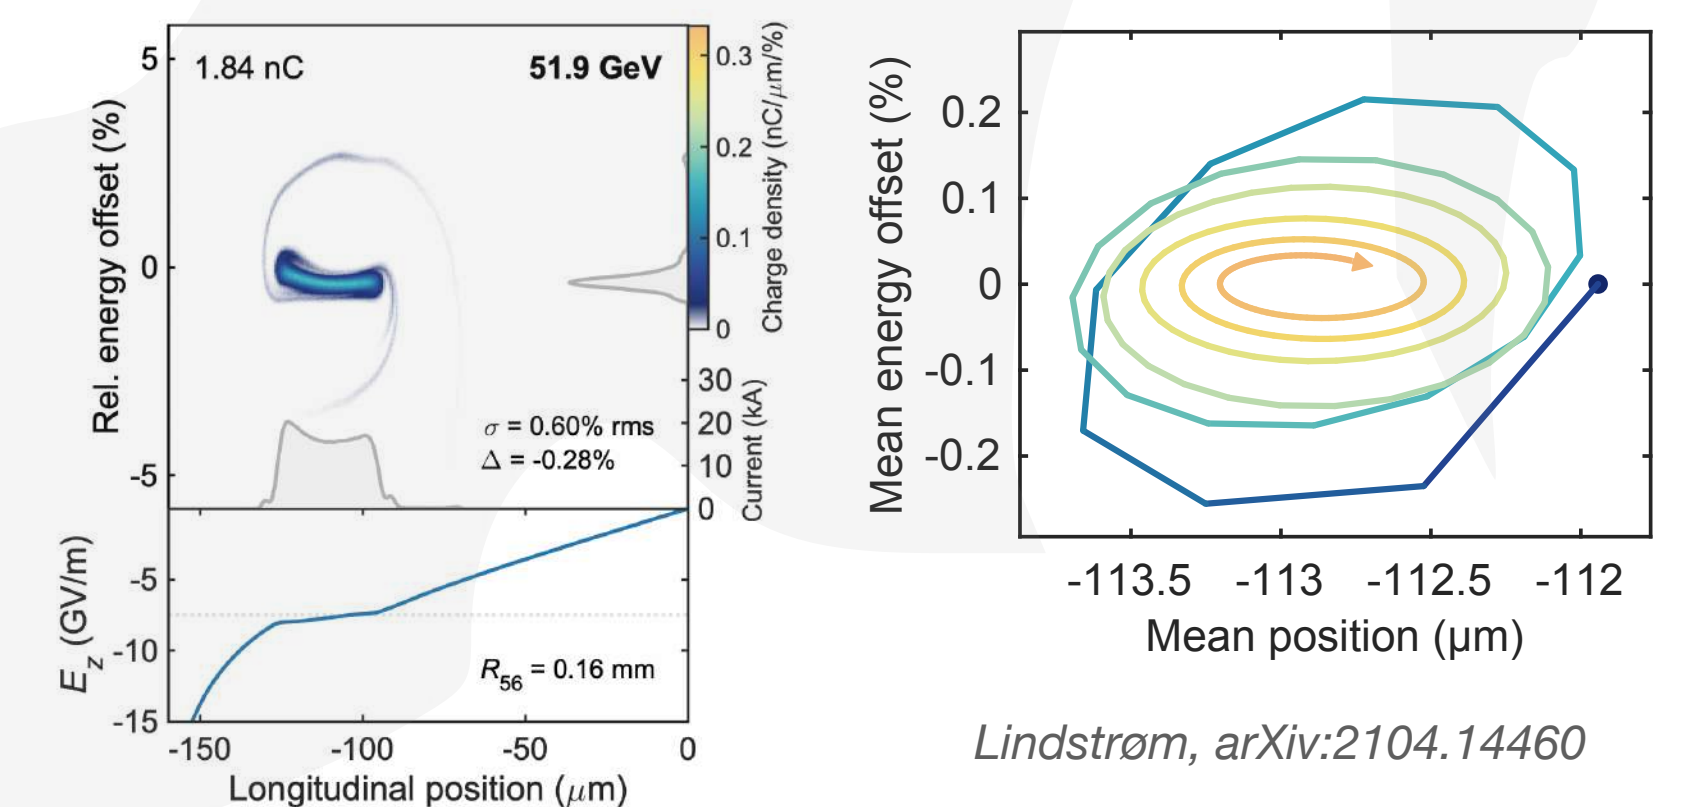 1.84 nC
51.9 GeV
Rel. energy offset (%)
5
0
-5
0.3
0.2
0.1
0
Charge density (nC/μm/%)
30
20
10
0
Current (kA)
σ = 0.60% rms
Δ = -0.28%
E_z (GV/m)
-5
-10
-15
R_56 = 0.16 mm
-150 -100 -50 0
Longitudinal position (μm)
Mean energy offset (%)
0.2
0.1
0
-0.1
-0.2
-113.5 -113 -112.5 -112
Mean position (μm)
Lindstrøm, arXiv:2104.14460